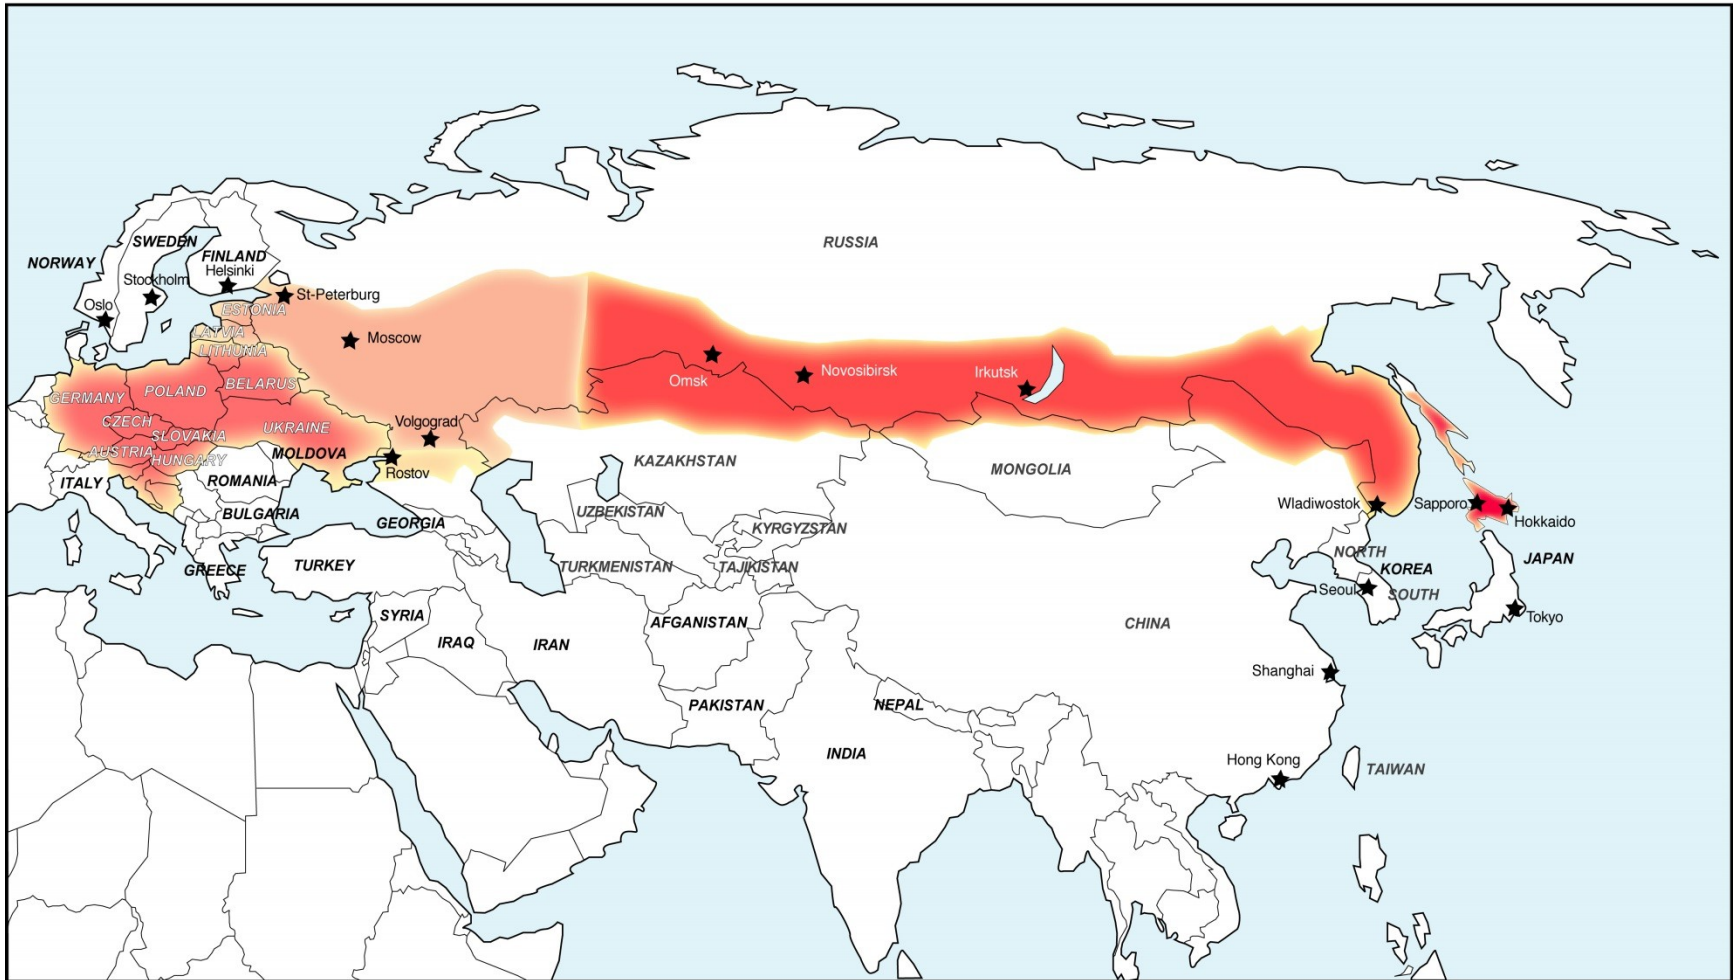 RUSSIA
SWEDEN
NORWAY
FINLAND
Helsinki
Stockholm
Oslo
St-Peterburg
ESTONIA
LATVIA
LITHUNIA
Moscow
GERMANY
POLAND
BELARUS
Omsk
Novosibirsk
Irkutsk
CZECH
SLOVAKIA
UKRAINE
Volgograd
AUSTRIA
HUNGARY
MOLDOVA
Rostov
ITALY
ROMANIA
BULGARIA
GEORGIA
GREECE
TURKEY
KAZAKHSTAN
MONGOLIA
UZBEKISTAN
KYRGYZSTAN
TURKMENISTAN
TAJIKISTAN
Wladiwostok
Sapporo
Hokkaido
NORTH
KOREA
SOUTH
Seoul
JAPAN
Tokyo
SYRIA
IRAQ
IRAN
AFGANISTAN
CHINA
Shanghai
PAKISTAN
NEPAL
INDIA
Hong Kong
TAIWAN